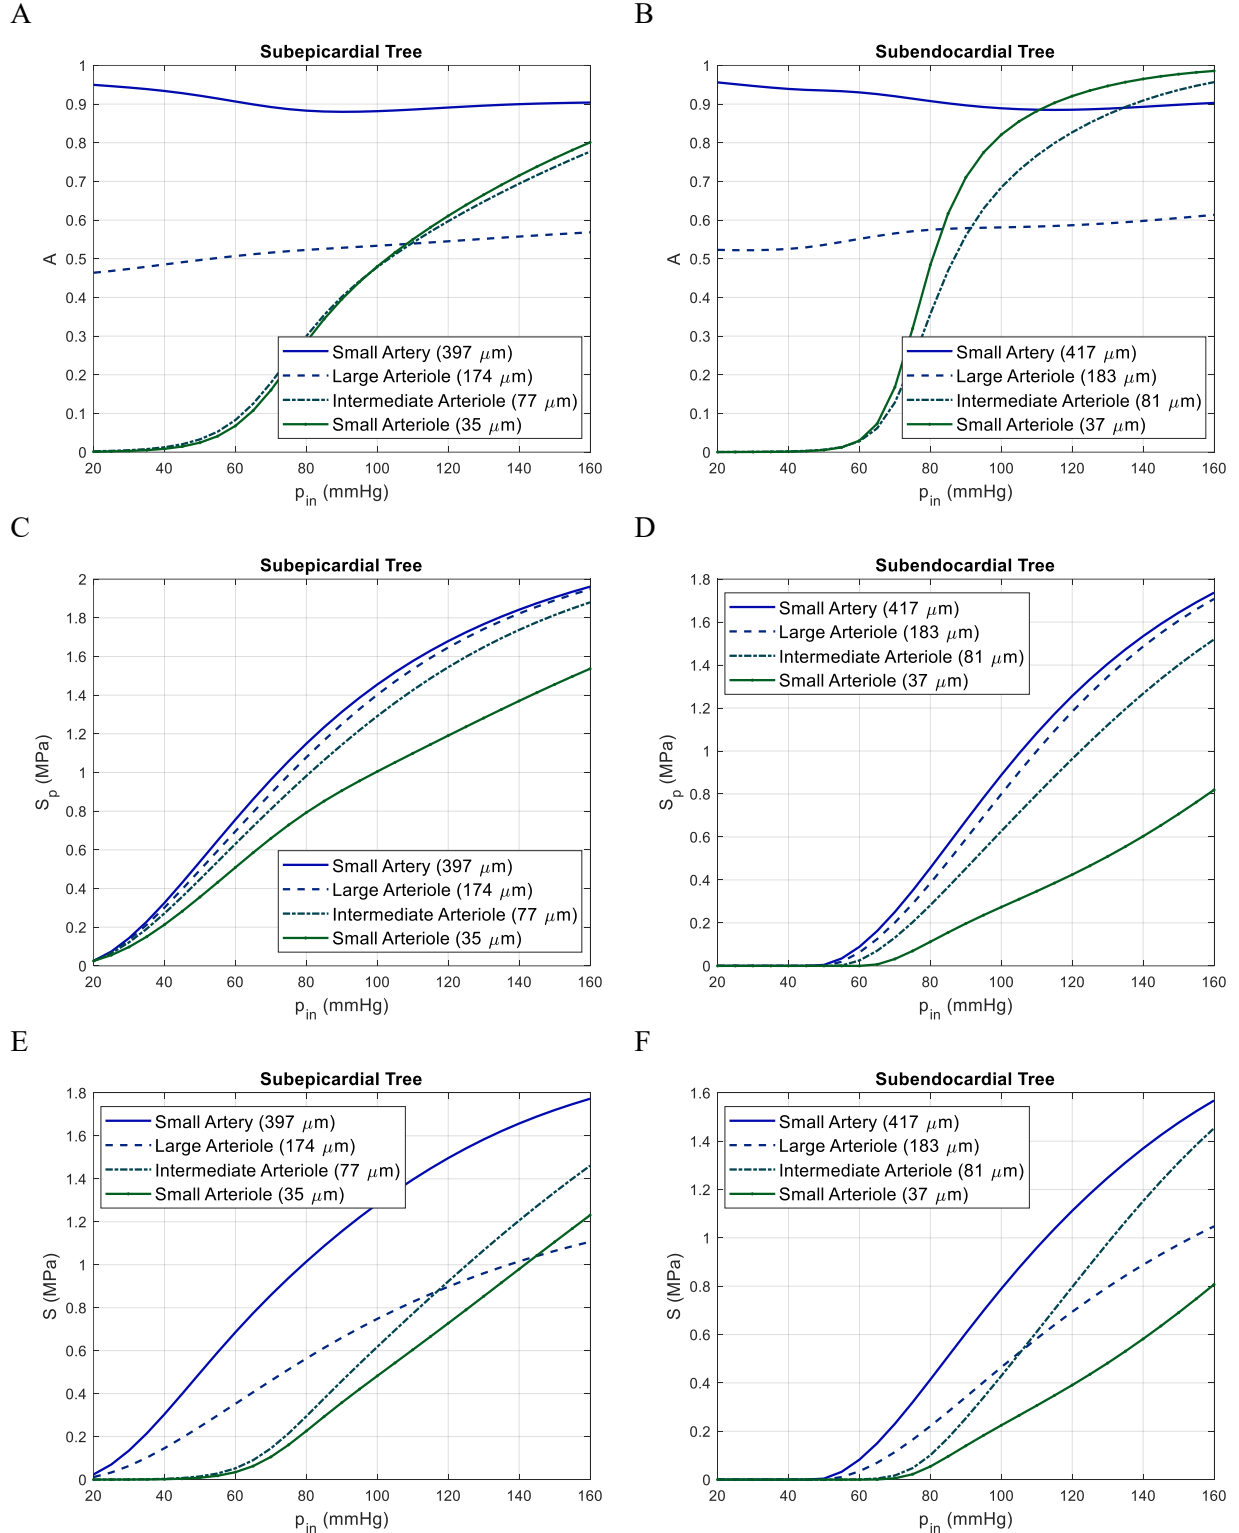 A
B
Subepicardial Tree
1
0.9
0.8
0.7
0.6
0.5
0.4
0.3
0.2
0.1
0
A
Small Artery (397 μm)
Large Arteriole (174 μm)
Intermediate Arteriole (77 μm)
Small Arteriole (35 μm)
20 40 60 80 100 120 140 160
p_in (mmHg)
Subendocardial Tree
1
0.9
0.8
0.7
0.6
0.5
0.4
0.3
0.2
0.1
0
A
Small Artery (417 μm)
Large Arteriole (183 μm)
Intermediate Arteriole (81 μm)
Small Arteriole (37 μm)
20 40 60 80 100 120 140 160
p_in (mmHg)
C
D
Subepicardial Tree
2
1.8
1.6
1.4
1.2
1
0.8
0.6
0.4
0.2
0
S_p (MPa)
Small Artery (397 μm)
Large Arteriole (174 μm)
Intermediate Arteriole (77 μm)
Small Arteriole (35 μm)
20 40 60 80 100 120 140 160
p_in (mmHg)
Subendocardial Tree
1.8
1.6
1.4
1.2
1
0.8
0.6
0.4
0.2
0
S_p (MPa)
Small Artery (417 μm)
Large Arteriole (183 μm)
Intermediate Arteriole (81 μm)
Small Arteriole (37 μm)
20 40 60 80 100 120 140 160
p_in (mmHg)
E
F
Subepicardial Tree
1.8
1.6
1.4
1.2
1
0.8
0.6
0.4
0.2
0
S (MPa)
Small Artery (397 μm)
Large Arteriole (174 μm)
Intermediate Arteriole (77 μm)
Small Arteriole (35 μm)
20 40 60 80 100 120 140 160
p_in (mmHg)
Subendocardial Tree
1.6
1.4
1.2
1
0.8
0.6
0.4
0.2
0
S (MPa)
Small Artery (417 μm)
Large Arteriole (183 μm)
Intermediate Arteriole (81 μm)
Small Arteriole (37 μm)
20 40 60 80 100 120 140 160
p_in (mmHg)